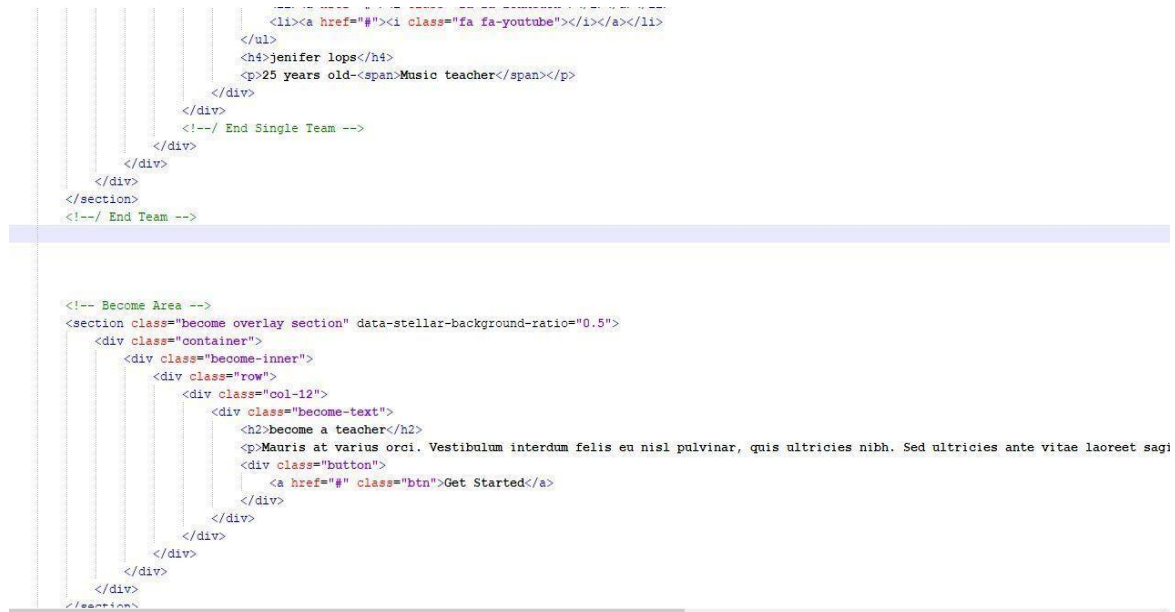 <li><a href="#"><i class="fa fa-youtube"></i></a></li>
</ul>
<h4>jenifer lops</h4>
<p>25 years old-<span>Music teacher</span></p>
</div>
</div>
<!--/ End Single Team -->
</div>
</div>
</div>
</section>
<!--/ End Team -->
<!-- Become Area -->
<section class="become overlay section" data-stellar-background-ratio="0.5">
<div class="container">
<div class="become-inner">
<div class="row">
<div class="col-12">
<div class="become-text">
<h2>become a teacher</h2>
<p>Mauris at varius orci. Vestibulum interdum felis eu nisl pulvinar, quis ultricies nibh. Sed ultricies ante vitae laoreet sagi
<div class="button">
<a href="#" class="btn">Get Started</a>
</div>
</div>
</div>
</div>
</div>
</div>
</section>